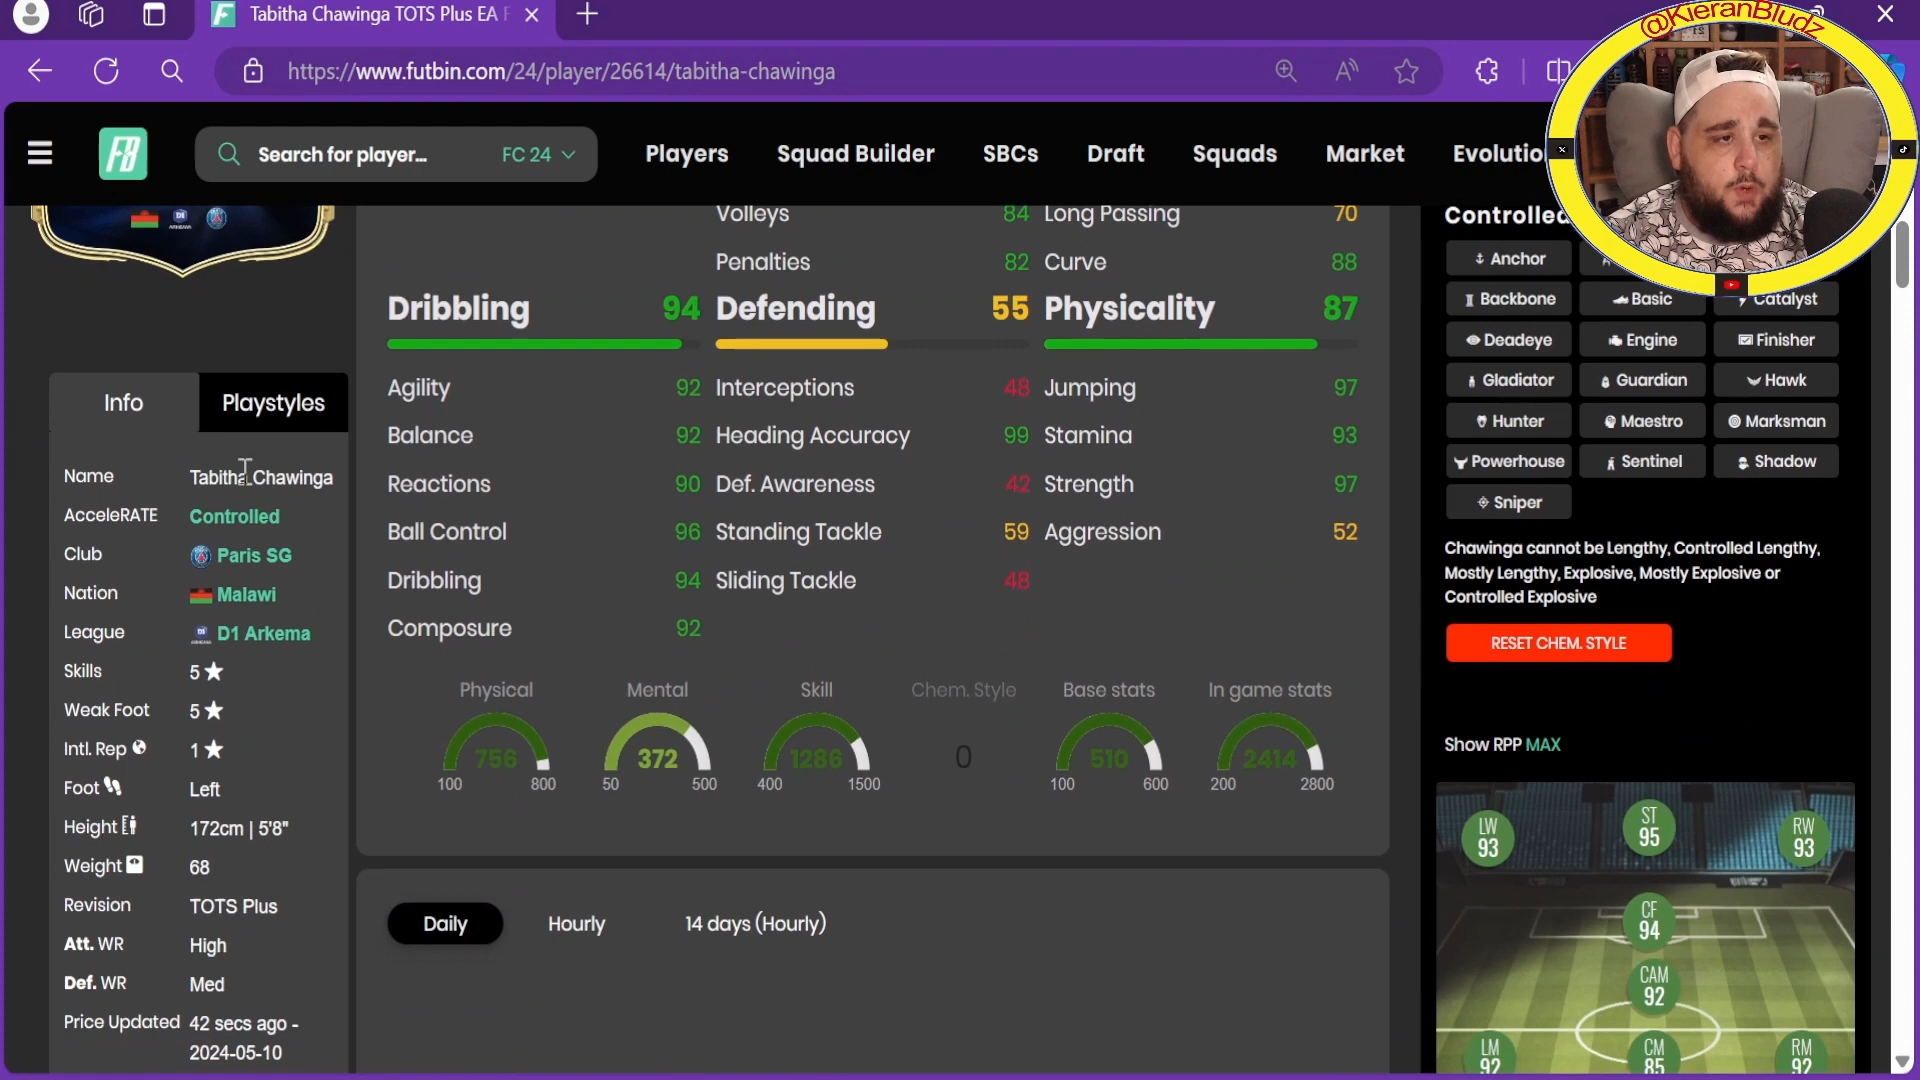 Tabitha Chawinga TOTS Plus EA F
https://www.futbin.com/24/player/26614/tabitha-chawinga
@KieranBludz
Search for player...
FC 24
Players
Squad Builder
SBCs
Draft
Squads
Market
Evolutio
Volleys 84
Long Passing 70
Penalties 82
Curve 88
Dribbling 94
Defending 55
Physicality 87
Agility 92
Interceptions 48
Jumping 97
Balance 92
Heading Accuracy 99
Stamina 93
Reactions 90
Def. Awareness 42
Strength 97
Ball Control 96
Standing Tackle 59
Aggression 52
Dribbling 94
Sliding Tackle 48
Composure 92
Physical
756
100 800
Mental
372
50 500
Skill
1286
400 1500
Chem. Style
0
Base stats
510
100 600
In game stats
2414
200 2800
Daily
Hourly
14 days (Hourly)
D1
ARKEMA
Info
Playstyles
Name Tabitha Chawinga
AcceleRATE Controlled
Club Paris SG
Nation Malawi
League D1 Arkema
Skills 5
Weak Foot 5
Intl. Rep 1
Foot Left
Height 172cm | 5'8"
Weight 68
Revision TOTS Plus
Att. WR High
Def. WR Med
Price Updated 42 secs ago -
2024-05-10
Controlled
Anchor
Backbone
Basic
Catalyst
Deadeye
Engine
Finisher
Gladiator
Guardian
Hawk
Hunter
Maestro
Marksman
Powerhouse
Sentinel
Shadow
Sniper
Chawinga cannot be Lengthy, Controlled Lengthy,
Mostly Lengthy, Explosive, Mostly Explosive or
Controlled Explosive
RESET CHEM. STYLE
Show RPP MAX
LW
93
ST
95
RW
93
CF
94
CAM
92
LM
92
CM
85
RM
92